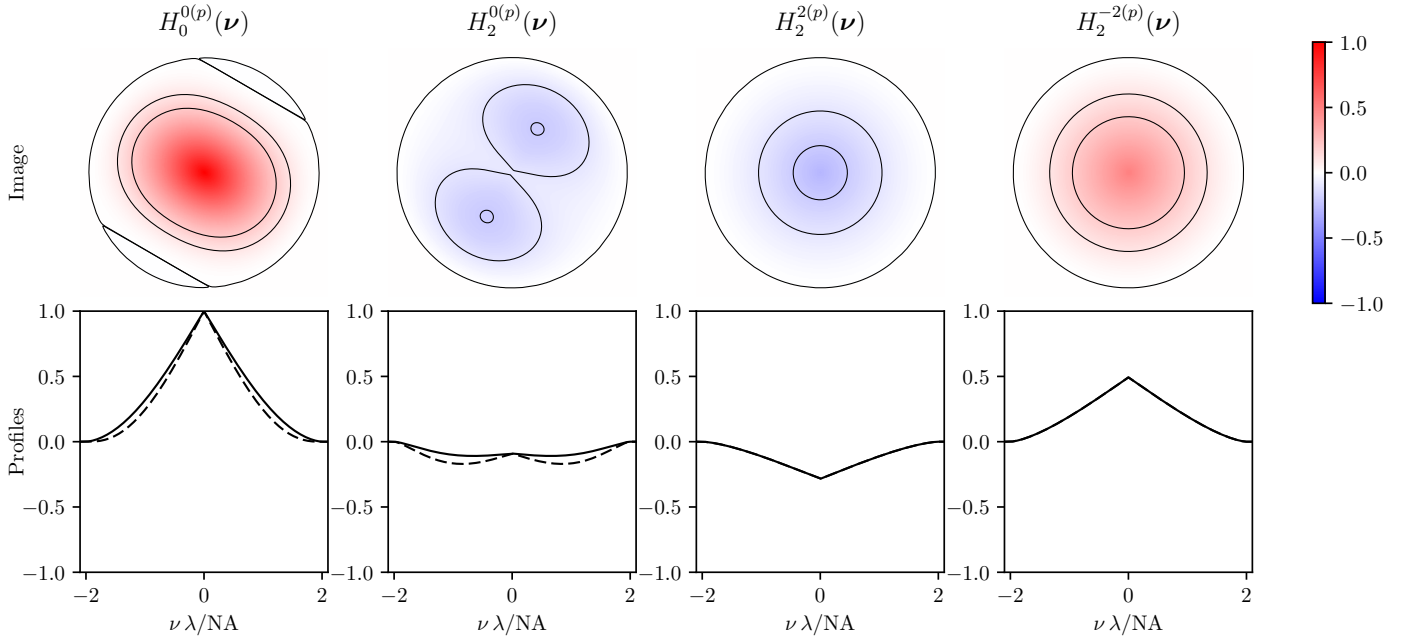 H_0^{0(p)}(ν) H_2^{0(p)}(ν) H_2^{2(p)}(ν) H_2^{−2(p)}(ν)
Image
1.0
0.5
0.0
−0.5
−1.0
Profiles
1.0 1.0 1.0 1.0
0.5 0.5 0.5 0.5
0.0 0.0 0.0 0.0
−0.5 −0.5 −0.5 −0.5
−1.0 −1.0 −1.0 −1.0
−2 0 2 −2 0 2 −2 0 2 −2 0 2
ν λ/NA ν λ/NA ν λ/NA ν λ/NA